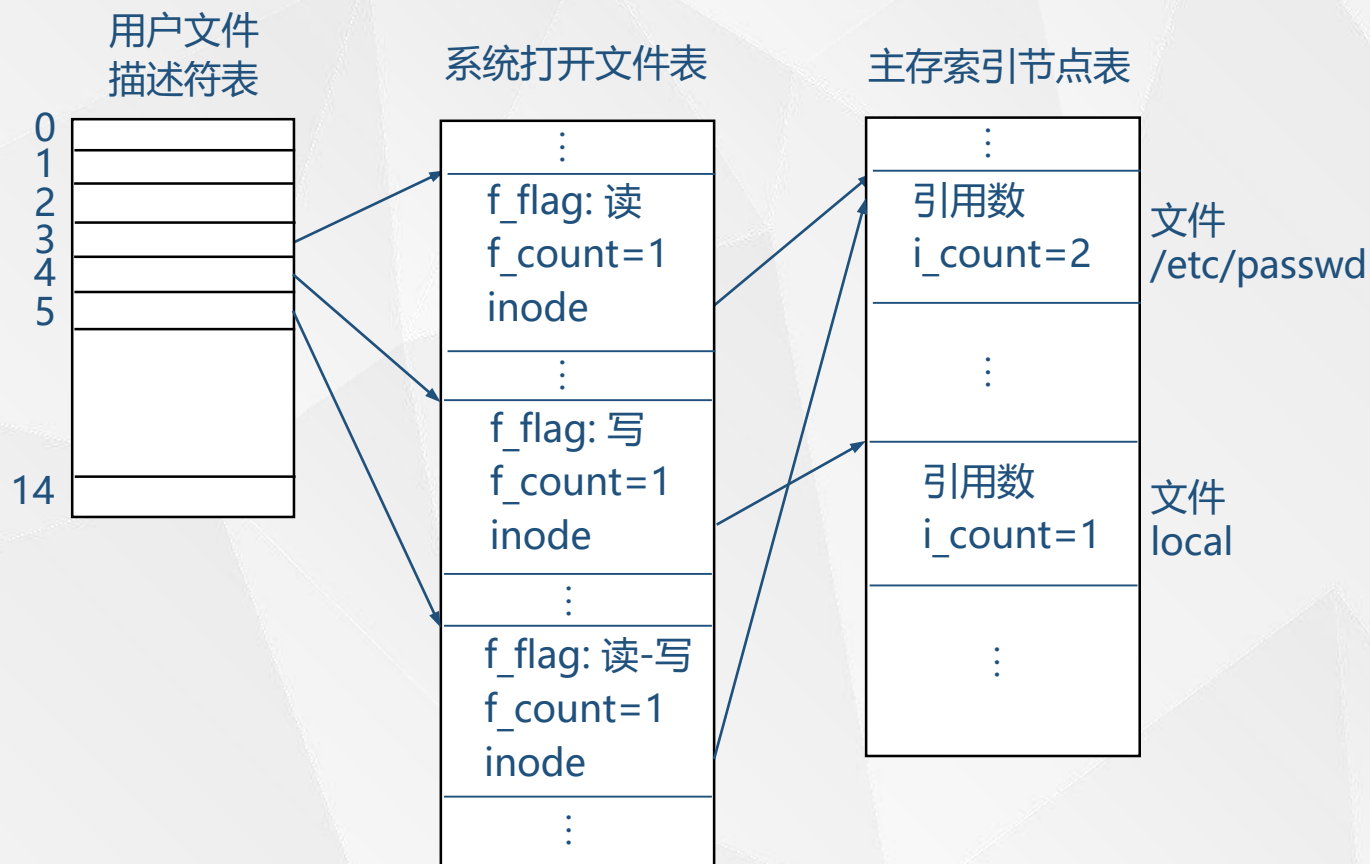 用户文件
描述符表
0
1
2
3
4
5
14
系统打开文件表
⋮
f_flag: 读
f_count=1
inode
⋮
f_flag: 写
f_count=1
inode
⋮
f_flag: 读-写
f_count=1
inode
⋮
主存索引节点表
⋮
引用数
i_count=2
⋮
引用数
i_count=1
⋮
文件
/etc/passwd
文件
local